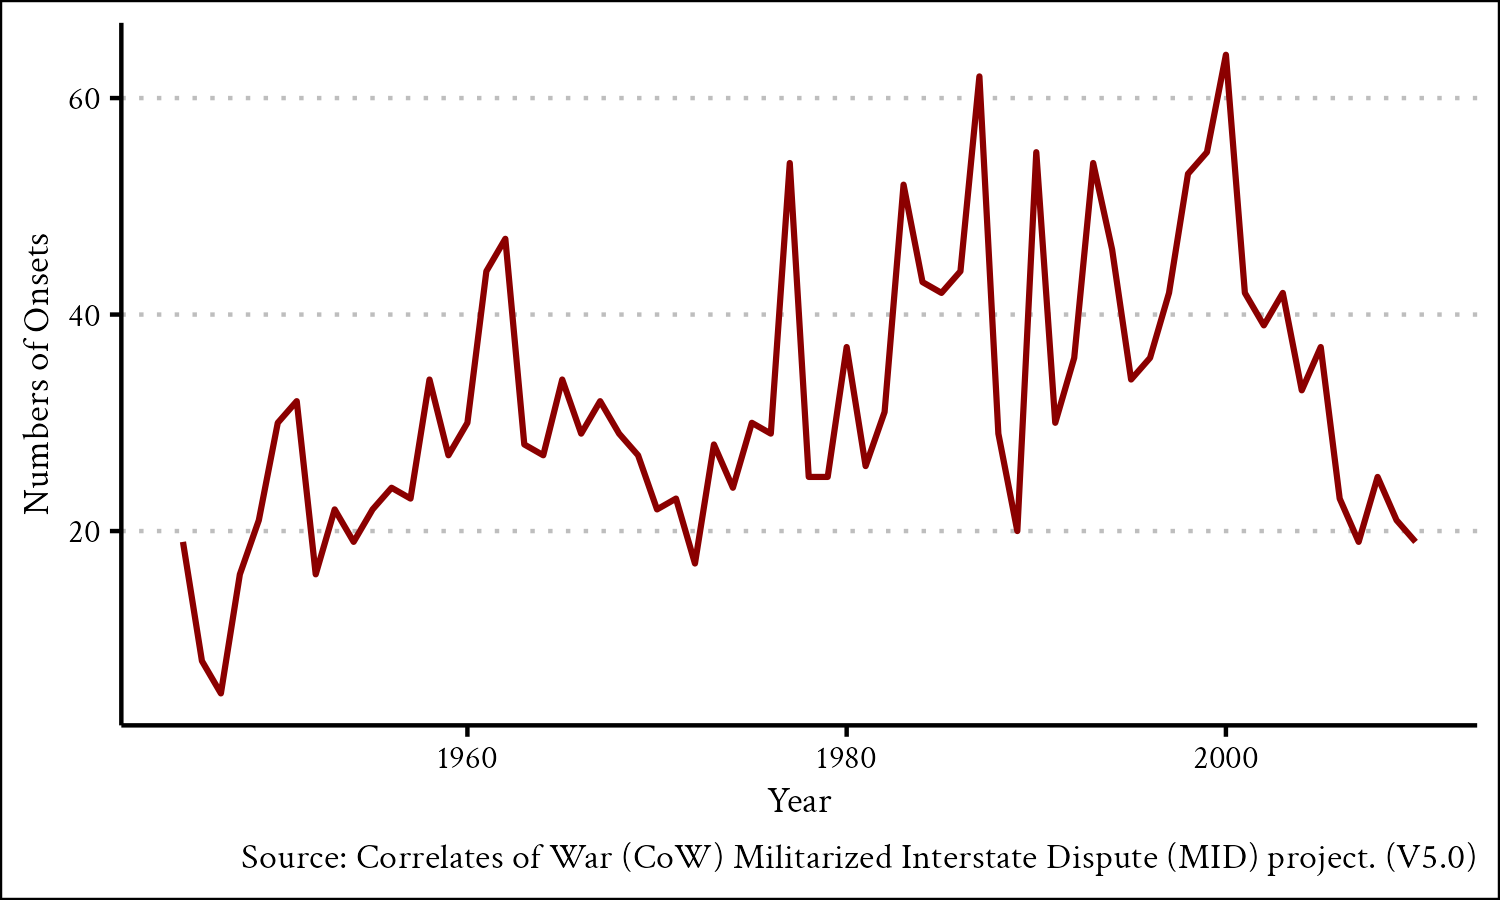 60
40
20
Numbers of Onsets
1960 1980 2000
Year
Source: Correlates of War (CoW) Militarized Interstate Dispute (MID) project. (V5.0)